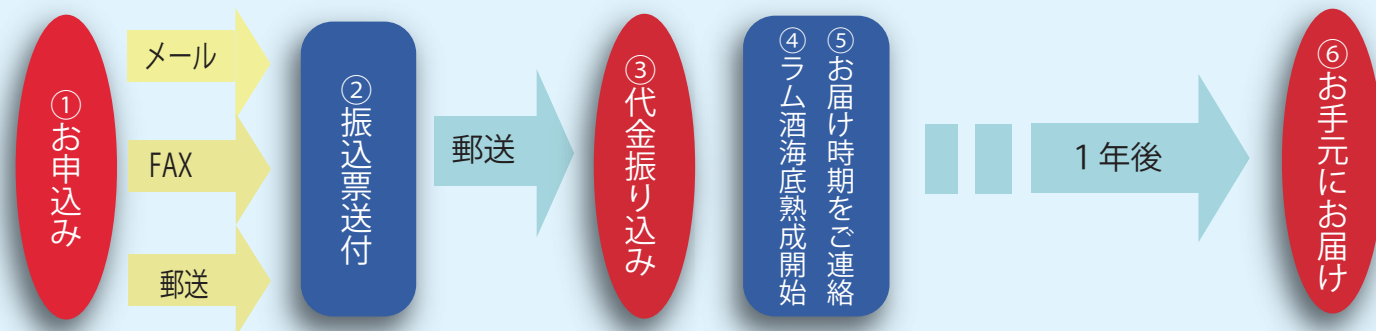 ①お申込み
メール
FAX
郵送
②振込票送付
郵送
③代金振り込み
④ラム酒海底熟成開始
⑤お届け時期をご連絡
1年後
⑥お手元にお届け